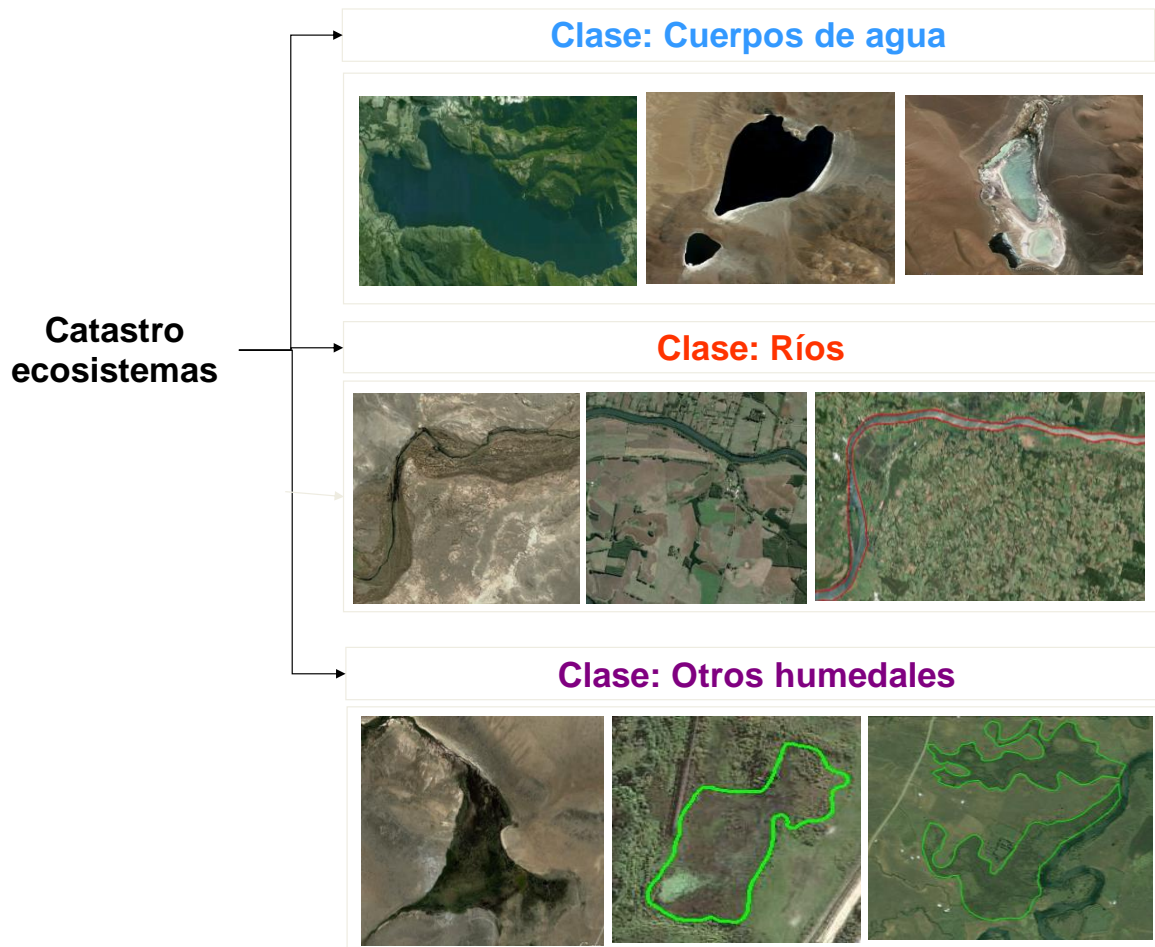 Clase: Cuerpos de agua
Catastro
ecosistemas
Clase: Ríos
Clase: Otros humedales